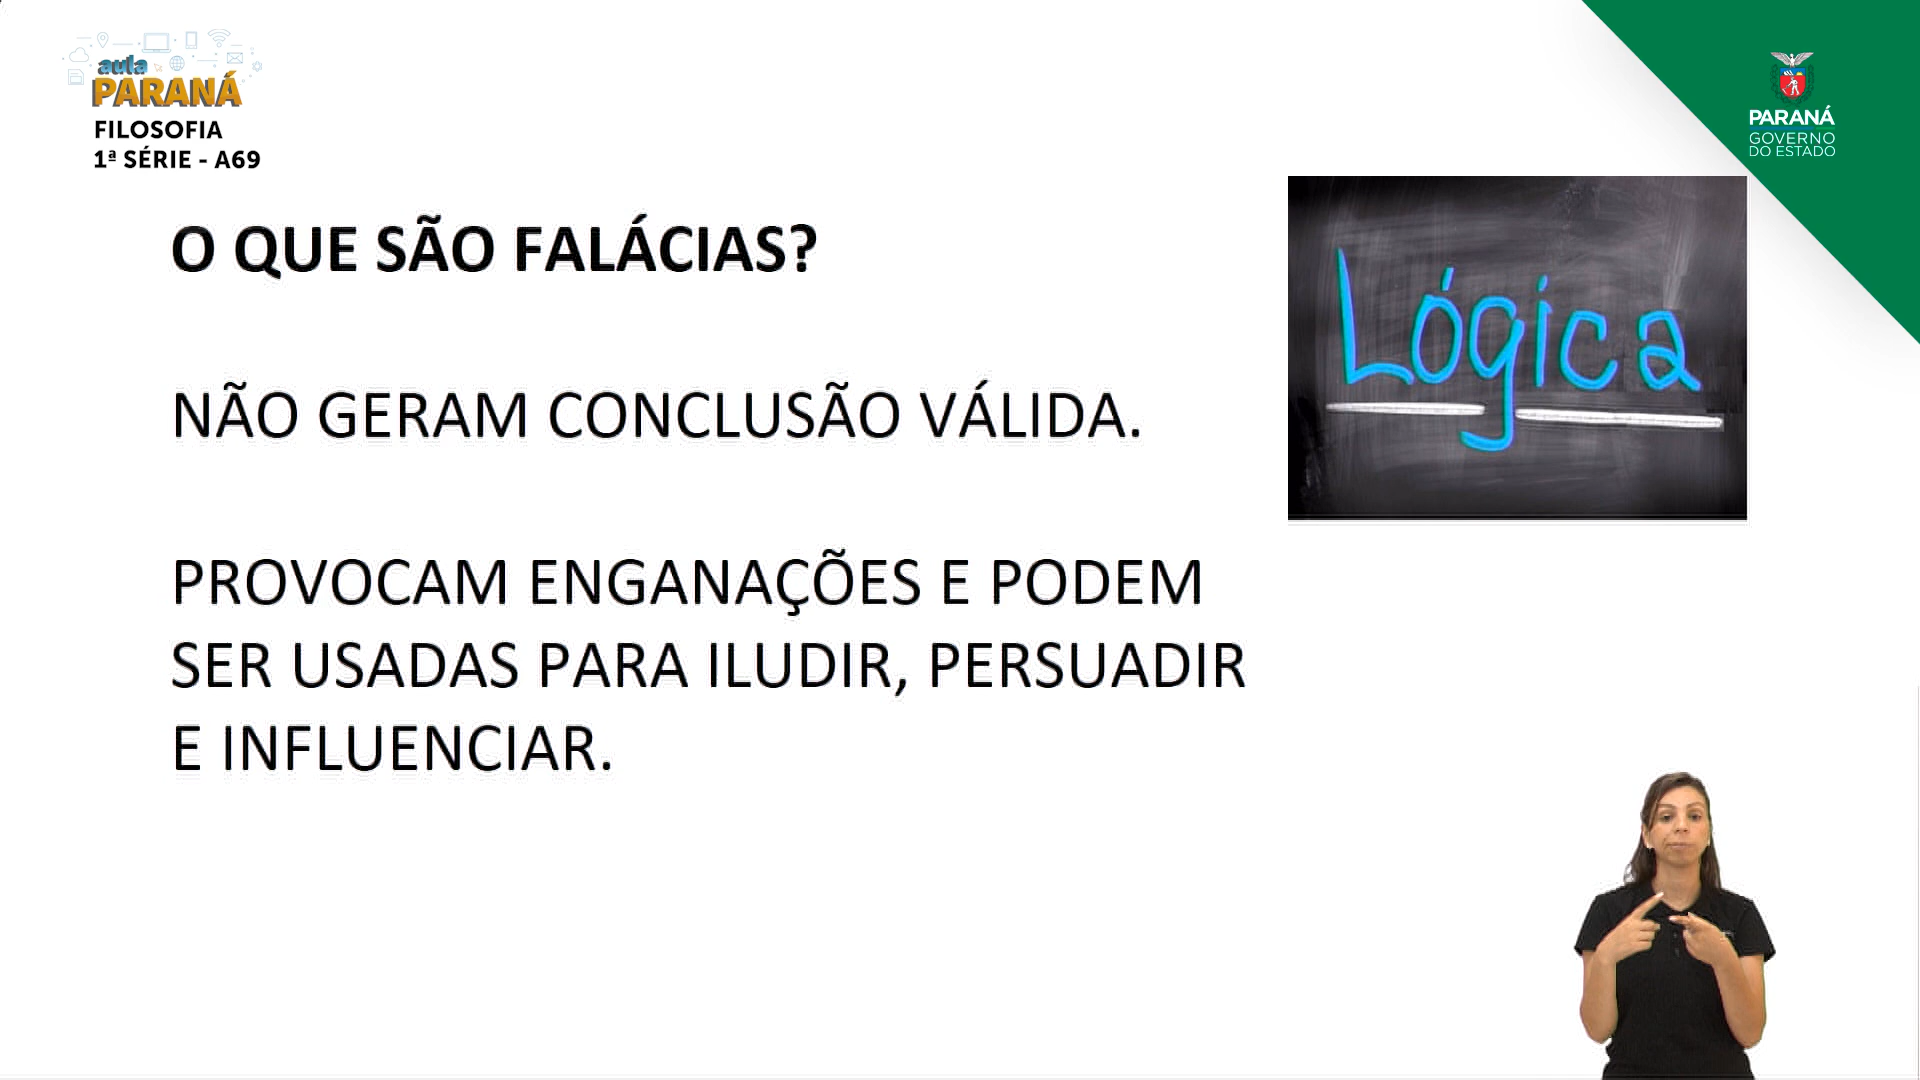 aula
PARANÁ
FILOSOFIA
1ª SÉRIE - A69
PARANÁ
GOVERNO
DO ESTADO
O QUE SÃO FALÁCIAS?
Lógica
NÃO GERAM CONCLUSÃO VÁLIDA.
PROVOCAM ENGANAÇÕES E PODEM
SER USADAS PARA ILUDIR, PERSUADIR
E INFLUENCIAR.